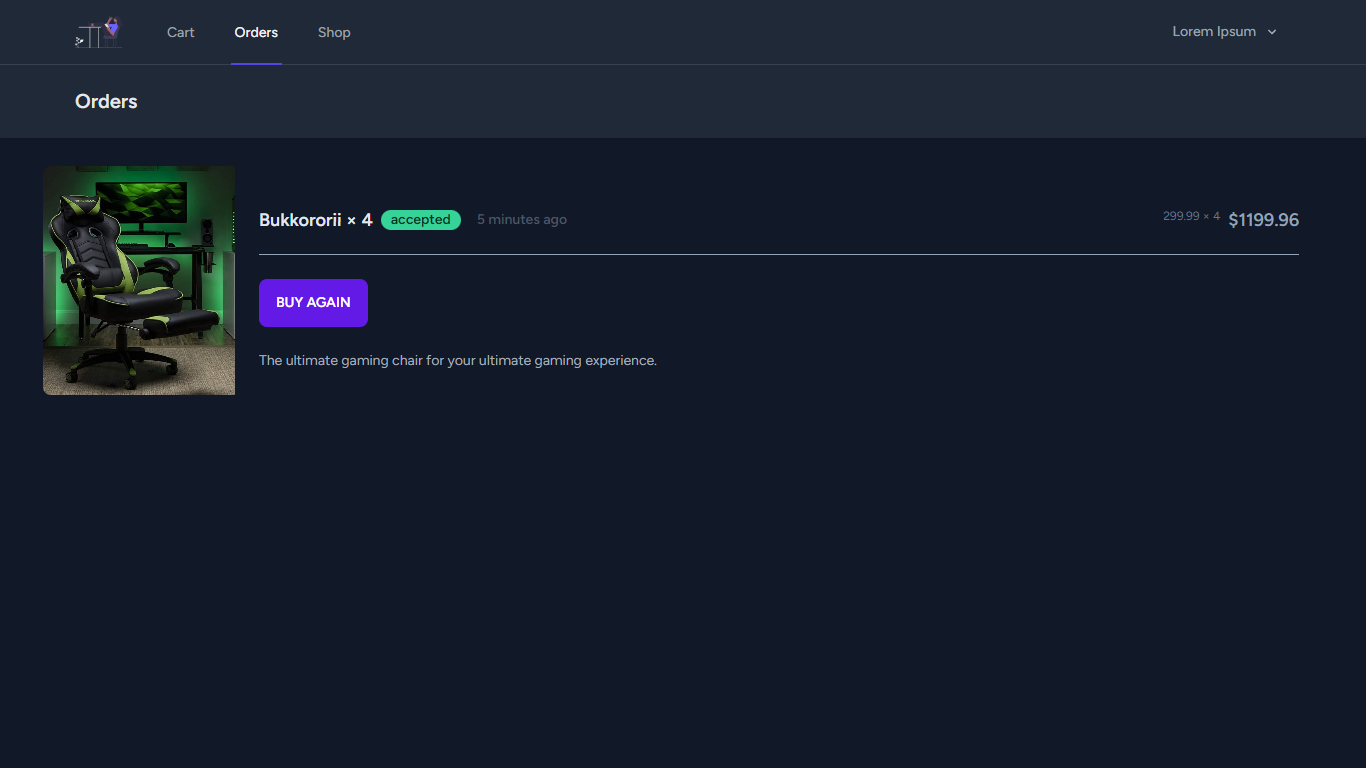 Cart Orders Shop Lorem Ipsum
Orders
Bukkororii × 4 accepted 5 minutes ago 299.99 × 4 $1199.96
BUY AGAIN
The ultimate gaming chair for your ultimate gaming experience.